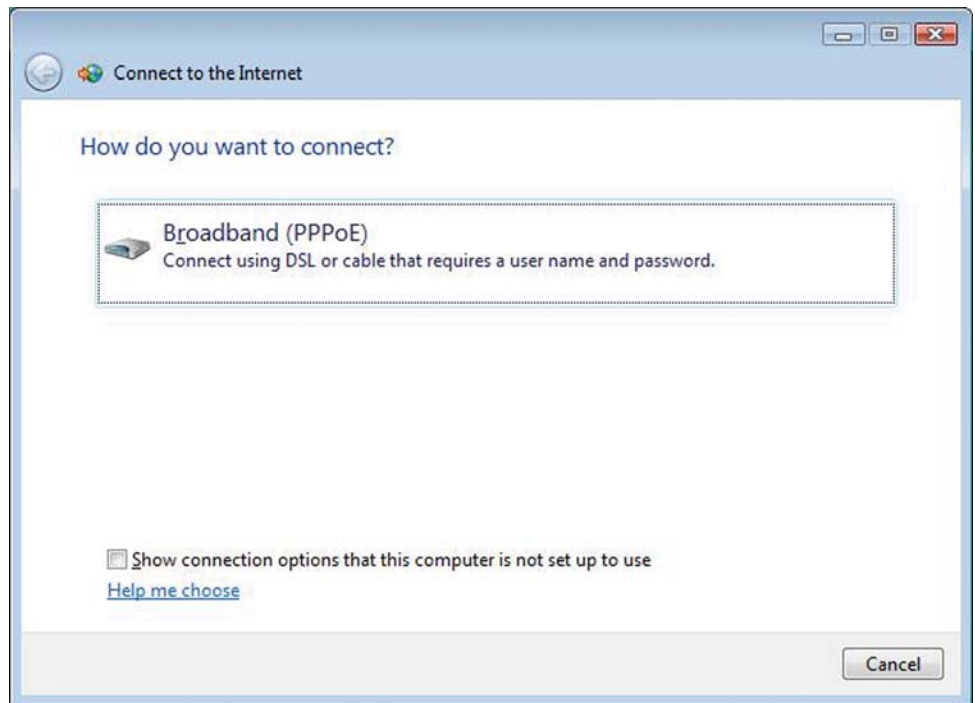 Connect to the Internet
How do you want to connect?
Broadband (PPPoE)
Connect using DSL or cable that requires a user name and password.
Show connection options that this computer is not set up to use
Help me choose
Cancel